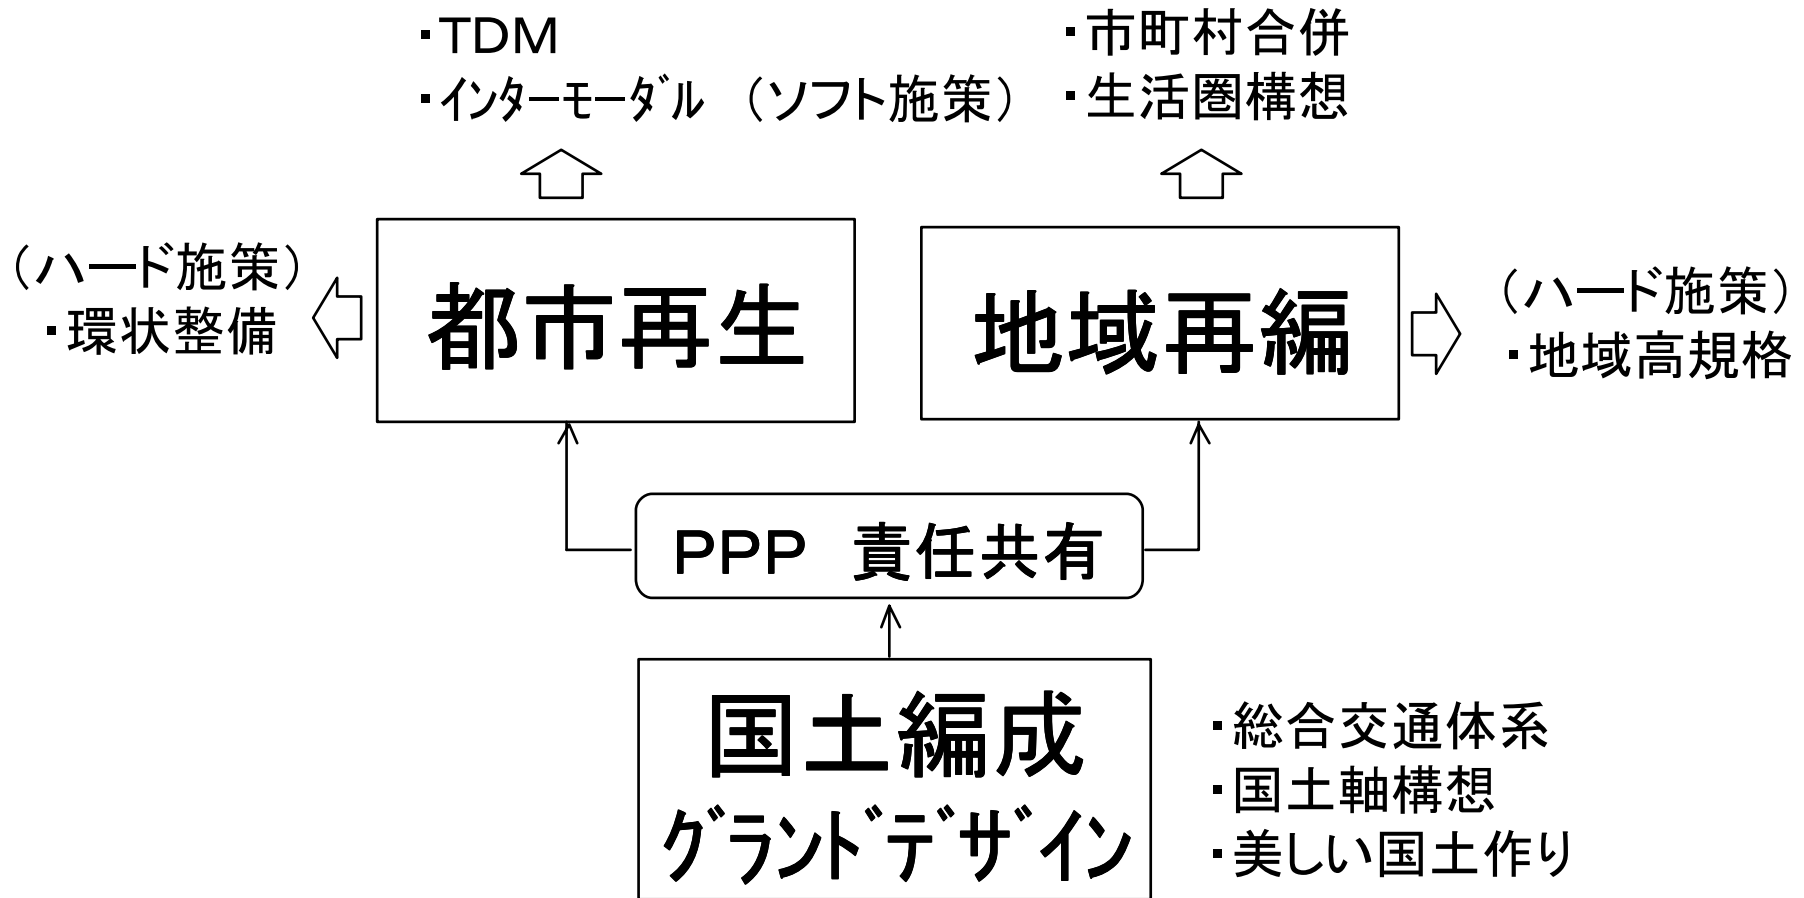 ・TDM
・ｲﾝﾀｰﾓｰﾀﾞﾙ （ソフト施策）
・市町村合併
・生活圏構想
（ハード施策）
・環状整備
都市再生
地域再編
（ハード施策）
・地域高規格
PPP　責任共有
国土編成
ｸﾞﾗﾝﾄﾞﾃﾞｻﾞｲﾝ
・総合交通体系
・国土軸構想
・美しい国土作り